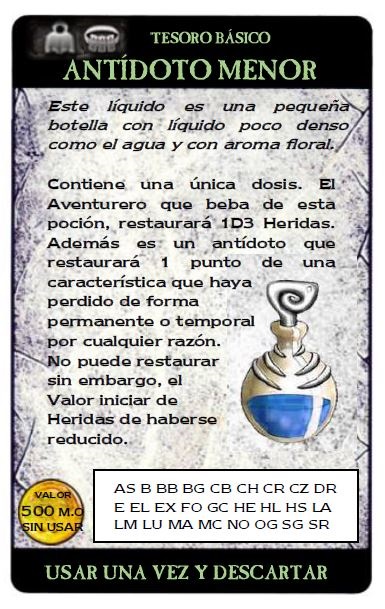 TESORO BÁSICO
ANTÍDOTO MENOR
Este líquido es una pequeña
botella con líquido poco denso
como el agua y con aroma floral.
Contiene una única dosis. El
Aventurero que beba de esta
poción, restaurará 1D3 Heridas.
Además es un antídoto que
restaurará 1 punto de una
característica que haya
perdido de forma
permanente o temporal
por cualquier razón.
No puede restaurar
sin embargo, el
Valor iniciar de
Heridas de haberse
reducido.
VALOR
500 M.O
SIN USAR
AS B BB BG CB CH CR CZ DR
E EL EX FO GC HE HL HS LA
LM LU MA MC NO OG SG SR
USAR UNA VEZ Y DESCARTAR